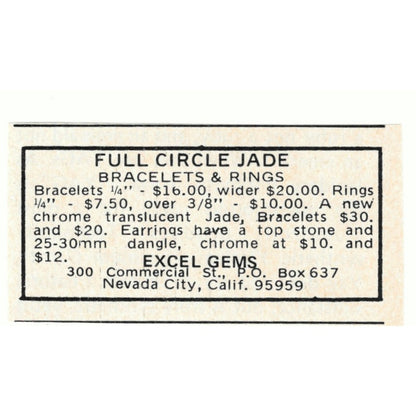 FULL CIRCLE JADE
BRACELETS & RINGS
Bracelets ¼" - $16.00, wider $20.00. Rings
¼" - $7.50, over 3/8" - $10.00. A new
chrome translucent Jade, Bracelets $30.
and $20. Earrings have a top stone and
25-30mm dangle, chrome at $10. and
$12.
EXCEL GEMS
300 Commercial St., P.O. Box 637
Nevada City, Calif. 95959